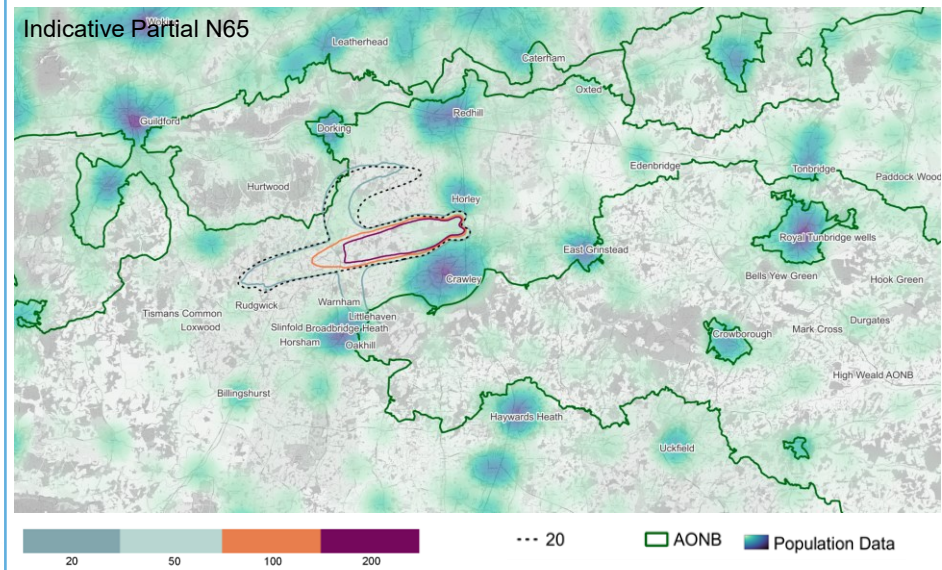 Indicative Partial N65
Woking
Leatherhead
Caterham
Oxted
Guildford
Dorking
Redhill
Edenbridge
Tonbridge
Paddock Wood
Hurtwood
Horley
Royal Tunbridge wells
East Grinstead
Bells Yew Green
Hook Green
Crawley
Rudgwick
Warnham
Tismans Common
Loxwood
Littlehaven
Slinfold
Broadbridge Heath
Horsham
Oakhill
Durgates
Mark Cross
Crowborough
High Weald AONB
Billingshurst
Haywards Heath
Uckfield
20
50
100
200
20
AONB
Population Data